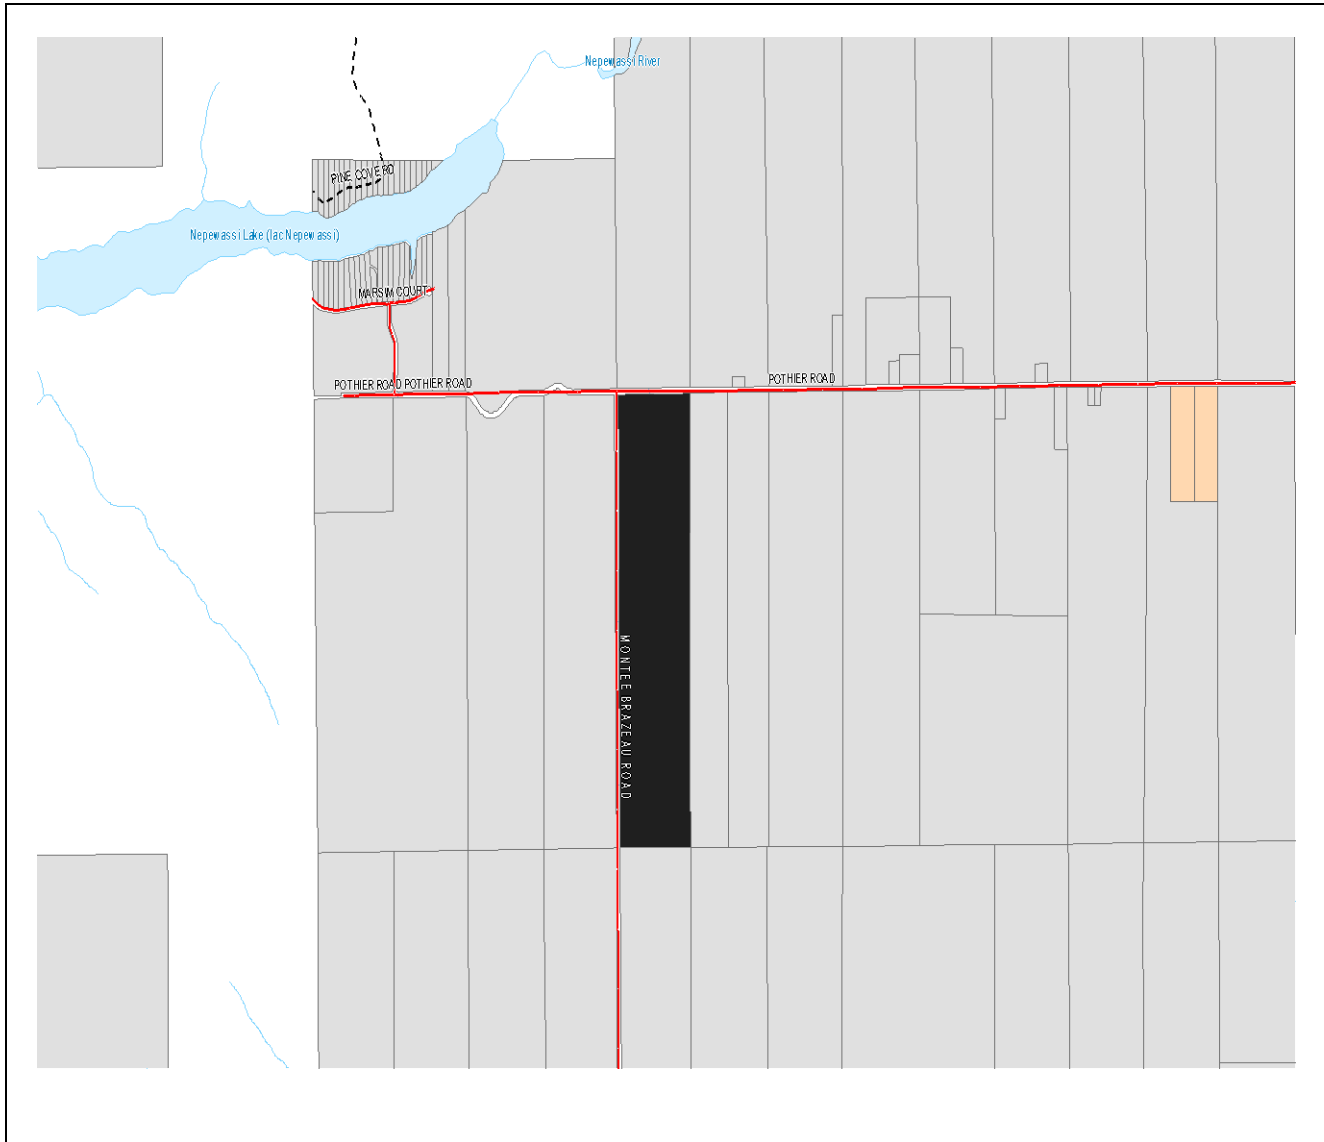 Nepewassi River
PINE COVE RD
Nepewassi Lake (lac Nepewassi)
MARSIM COURT
POTHIER ROAD POTHIER ROAD
POTHIER ROAD
MONTEE BRAZEAU ROAD